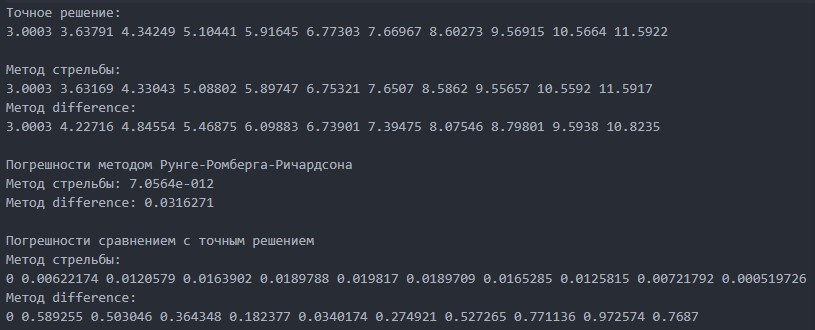 Точное решение:
3.0003 3.63791 4.34249 5.10441 5.91645 6.77303 7.66967 8.60273 9.56915 10.5664 11.5922
Метод стрельбы:
3.0003 3.63169 4.33043 5.08802 5.89747 6.75321 7.6507 8.5862 9.55657 10.5592 11.5917
Метод difference:
3.0003 4.22716 4.84554 5.46875 6.09883 6.73901 7.39475 8.07546 8.79801 9.5938 10.8235
Погрешности методом Рунге-Ромберга-Ричардсона
Метод стрельбы: 7.0564e-012
Метод difference: 0.0316271
Погрешности сравнением с точным решением
Метод стрельбы:
0 0.00622174 0.0120579 0.0163902 0.0189788 0.019817 0.0189709 0.0165285 0.0125815 0.00721792 0.000519726
Метод difference:
0 0.589255 0.503046 0.364348 0.182377 0.0340174 0.274921 0.527265 0.771136 0.972574 0.7687